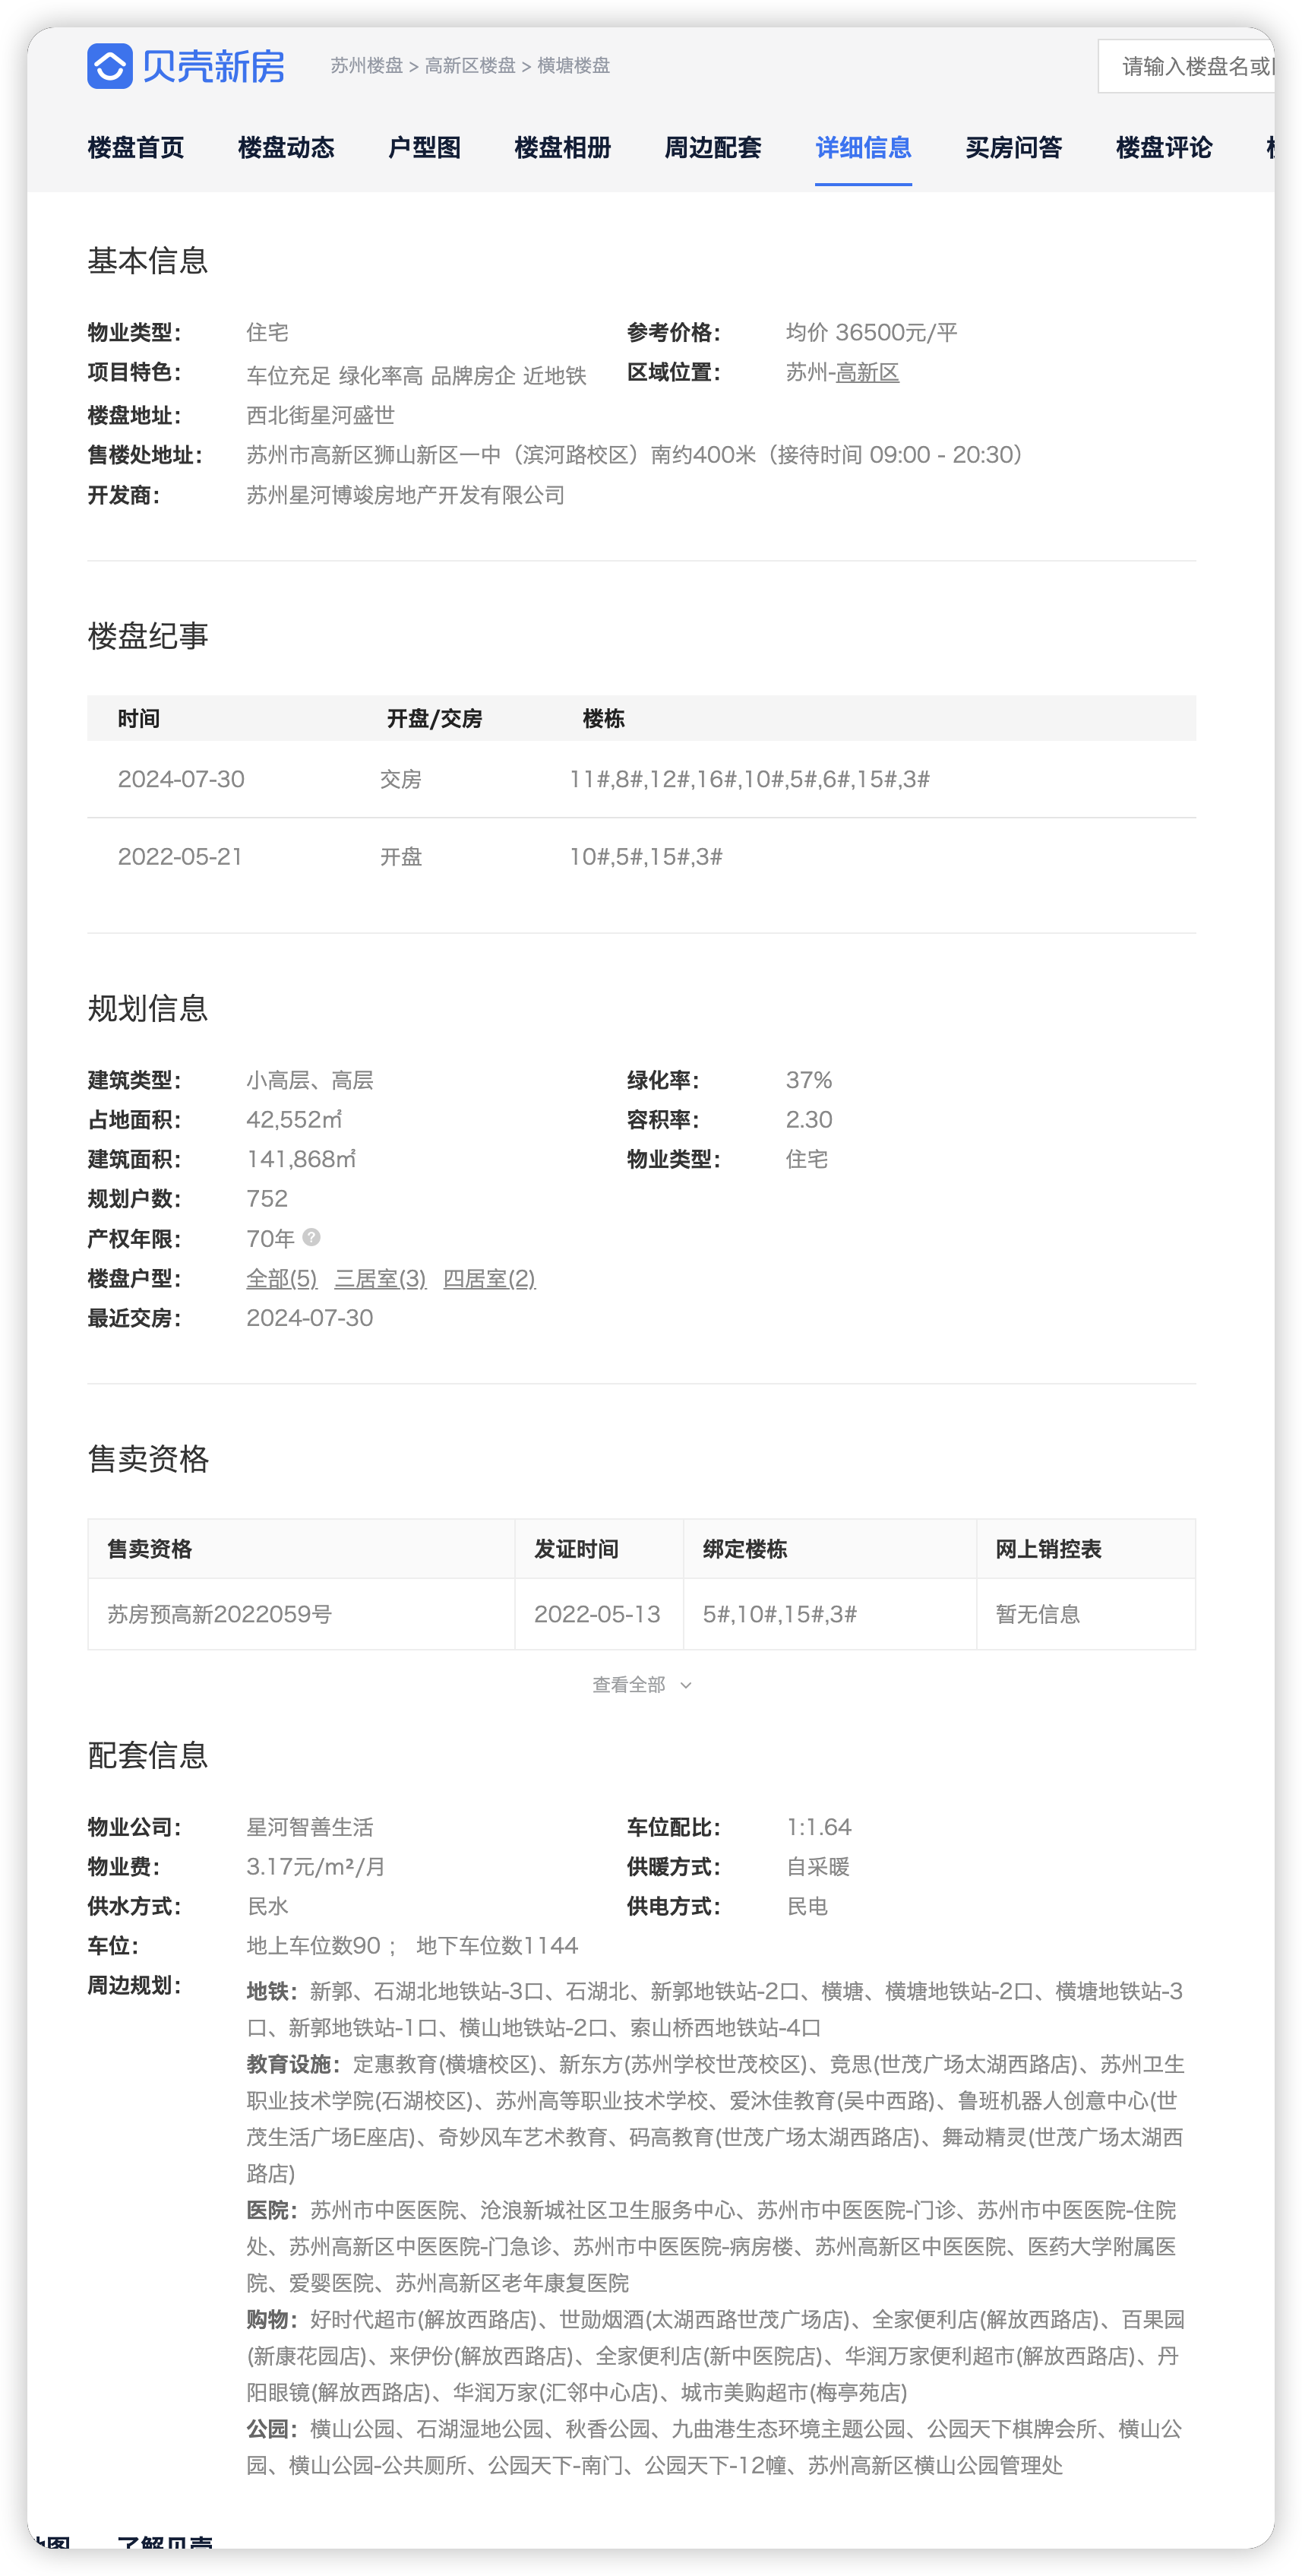 贝壳新房
苏州楼盘 > 高新区楼盘 > 横塘楼盘
请输入楼盘名或
楼盘首页 楼盘动态 户型图 楼盘相册 周边配套 详细信息 买房问答 楼盘评论
基本信息
物业类型： 住宅 参考价格： 均价 36500元/平
项目特色： 车位充足 绿化率高 品牌房企 近地铁 区域位置： 苏州-高新区
楼盘地址： 西北街星河盛世
售楼处地址： 苏州市高新区狮山新区一中（滨河路校区）南约400米（接待时间 09:00 - 20:30）
开发商： 苏州星河博竣房地产开发有限公司
楼盘纪事
时间 开盘/交房 楼栋
2024-07-30 交房 11#,8#,12#,16#,10#,5#,6#,15#,3#
2022-05-21 开盘 10#,5#,15#,3#
规划信息
建筑类型： 小高层、高层 绿化率： 37%
占地面积： 42,552㎡ 容积率： 2.30
建筑面积： 141,868㎡ 物业类型： 住宅
规划户数： 752
产权年限： 70年 ?
楼盘户型： 全部(5) 三居室(3) 四居室(2)
最近交房： 2024-07-30
售卖资格
售卖资格 发证时间 绑定楼栋 网上销控表
苏房预高新2022059号 2022-05-13 5#,10#,15#,3# 暂无信息
查看全部
配套信息
物业公司： 星河智善生活 车位配比： 1:1.64
物业费： 3.17元/m²/月 供暖方式： 自采暖
供水方式： 民水 供电方式： 民电
车位： 地上车位数90 ； 地下车位数1144
周边规划： 地铁：新郭、石湖北地铁站-3口、石湖北、新郭地铁站-2口、横塘、横塘地铁站-2口、横塘地铁站-3
口、新郭地铁站-1口、横山地铁站-2口、索山桥西地铁站-4口
教育设施：定惠教育(横塘校区)、新东方(苏州学校世茂校区)、竞思(世茂广场太湖西路店)、苏州卫生
职业技术学院(石湖校区)、苏州高等职业技术学校、爱沐佳教育(吴中西路)、鲁班机器人创意中心(世
茂生活广场E座店)、奇妙风车艺术教育、码高教育(世茂广场太湖西路店)、舞动精灵(世茂广场太湖西
路店)
医院：苏州市中医医院、沧浪新城社区卫生服务中心、苏州市中医医院-门诊、苏州市中医医院-住院
处、苏州高新区中医医院-门急诊、苏州市中医医院-病房楼、苏州高新区中医医院、医药大学附属医
院、爱婴医院、苏州高新区老年康复医院
购物：好时代超市(解放西路店)、世勋烟酒(太湖西路世茂广场店)、全家便利店(解放西路店)、百果园
(新康花园店)、来伊份(解放西路店)、全家便利店(新中医院店)、华润万家便利超市(解放西路店)、丹
阳眼镜(解放西路店)、华润万家(汇邻中心店)、城市美购超市(梅亭苑店)
公园：横山公园、石湖湿地公园、秋香公园、九曲港生态环境主题公园、公园天下棋牌会所、横山公
园、横山公园-公共厕所、公园天下-南门、公园天下-12幢、苏州高新区横山公园管理处
地图 了解贝壳